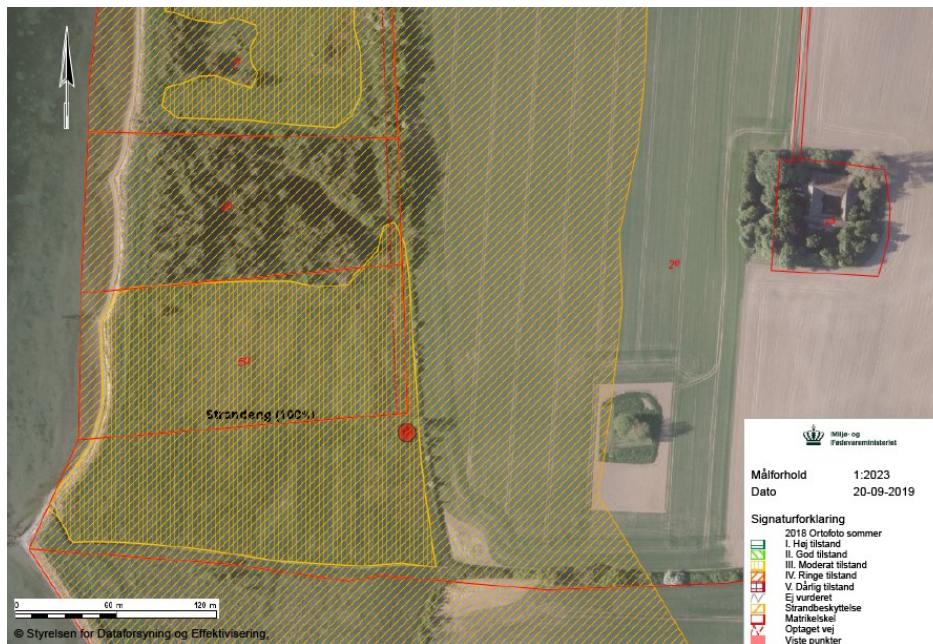 2ø
5ø
Strandeng (100%)
0
60 m
120 m
© Styrelsen for Dataforsyning og Effektivisering,
Miljø- og
Fødevareministeriet
Målforhold 1:2023
Dato 20-09-2019
Signaturforklaring
2018 Ortofoto sommer
I. Høj tilstand
II. God tilstand
III. Moderat tilstand
IV. Ringe tilstand
V. Dårlig tilstand
Ej vurderet
Strandbeskyttelse
Matrikelskel
Optaget vej
Viste punkter